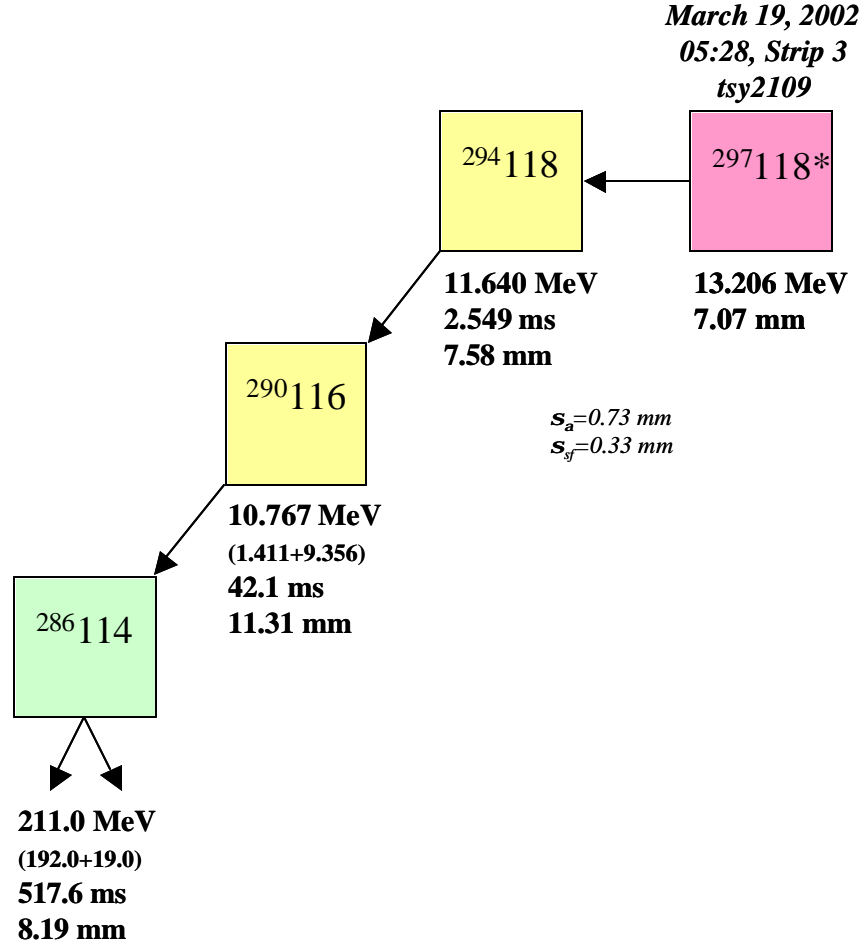 March 19, 2002
05:28, Strip 3
tsy2109
294118
297118*
11.640 MeV
2.549 ms
7.58 mm
13.206 MeV
7.07 mm
290116
sa=0.73 mm
ssf=0.33 mm
10.767 MeV
(1.411+9.356)
42.1 ms
11.31 mm
286114
211.0 MeV
(192.0+19.0)
517.6 ms
8.19 mm